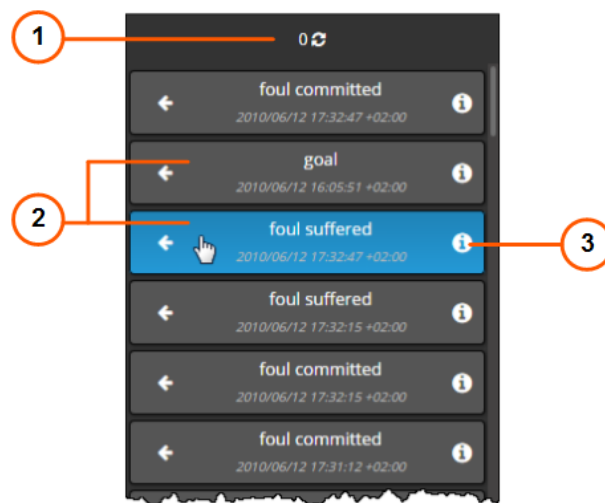 1
0
foul committed
2010/06/12 17:32:47 +02:00
goal
2010/06/12 16:05:51 +02:00
2
foul suffered
2010/06/12 17:32:47 +02:00
3
foul suffered
2010/06/12 17:32:15 +02:00
foul committed
2010/06/12 17:32:15 +02:00
foul committed
2010/06/12 17:31:12 +02:00